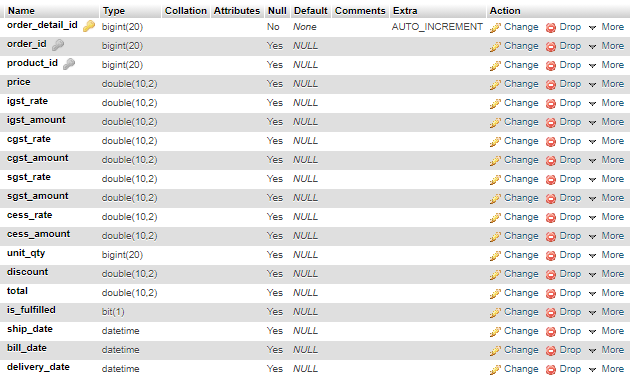 Name Type Collation Attributes Null Default Comments Extra Action
order_detail_id bigint(20) No None AUTO_INCREMENT Change Drop More
order_id bigint(20) Yes NULL Change Drop More
product_id bigint(20) Yes NULL Change Drop More
price double(10,2) Yes NULL Change Drop More
igst_rate double(10,2) Yes NULL Change Drop More
igst_amount double(10,2) Yes NULL Change Drop More
cgst_rate double(10,2) Yes NULL Change Drop More
cgst_amount double(10,2) Yes NULL Change Drop More
sgst_rate double(10,2) Yes NULL Change Drop More
sgst_amount double(10,2) Yes NULL Change Drop More
cess_rate double(10,2) Yes NULL Change Drop More
cess_amount double(10,2) Yes NULL Change Drop More
unit_qty bigint(20) Yes NULL Change Drop More
discount double(10,2) Yes NULL Change Drop More
total double(10,2) Yes NULL Change Drop More
is_fulfilled bit(1) Yes NULL Change Drop More
ship_date datetime Yes NULL Change Drop More
bill_date datetime Yes NULL Change Drop More
delivery_date datetime Yes NULL Change Drop More